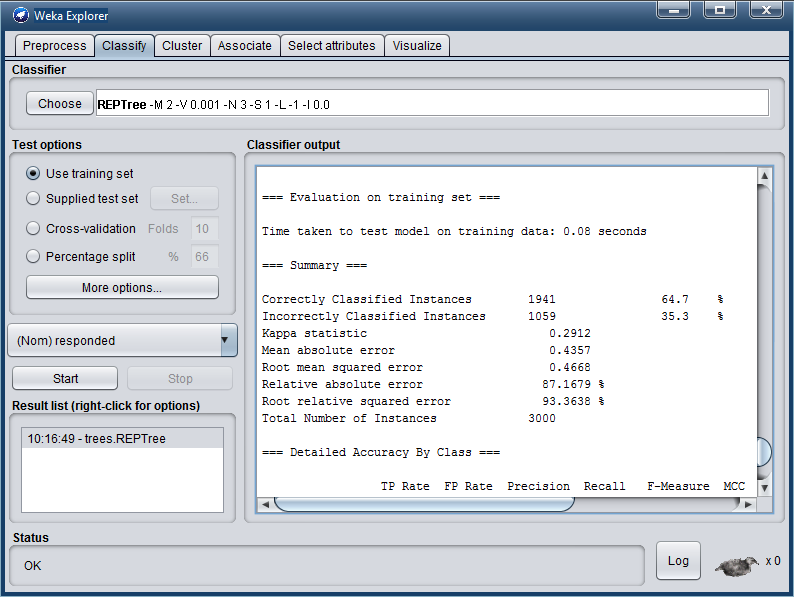 Weka Explorer
Preprocess Classify Cluster Associate Select attributes Visualize
Classifier
Choose REPTree -M 2 -V 0.001 -N 3 -S 1 -L -1 -I 0.0
Test options
Use training set
Supplied test set Set...
Cross-validation Folds 10
Percentage split % 66
More options...
(Nom) responded
Start Stop
Result list (right-click for options)
10:16:49 - trees.REPTree
Classifier output
=== Evaluation on training set ===
Time taken to test model on training data: 0.08 seconds
=== Summary ===
Correctly Classified Instances 1941 64.7 %
Incorrectly Classified Instances 1059 35.3 %
Kappa statistic 0.2912
Mean absolute error 0.4357
Root mean squared error 0.4668
Relative absolute error 87.1679 %
Root relative squared error 93.3638 %
Total Number of Instances 3000
=== Detailed Accuracy By Class ===
TP Rate FP Rate Precision Recall F-Measure MCC
Status
OK
Log x 0